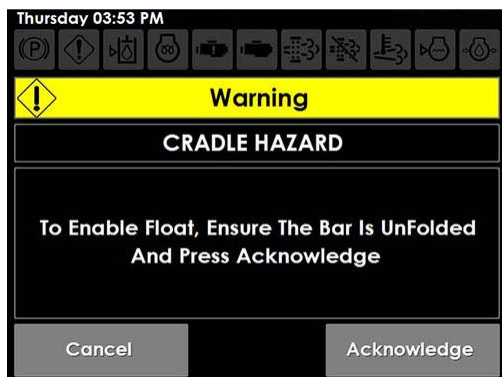 Thursday 03:53 PM
Warning
CRADLE HAZARD
To Enable Float, Ensure The Bar Is UnFolded
And Press Acknowledge
Cancel
Acknowledge